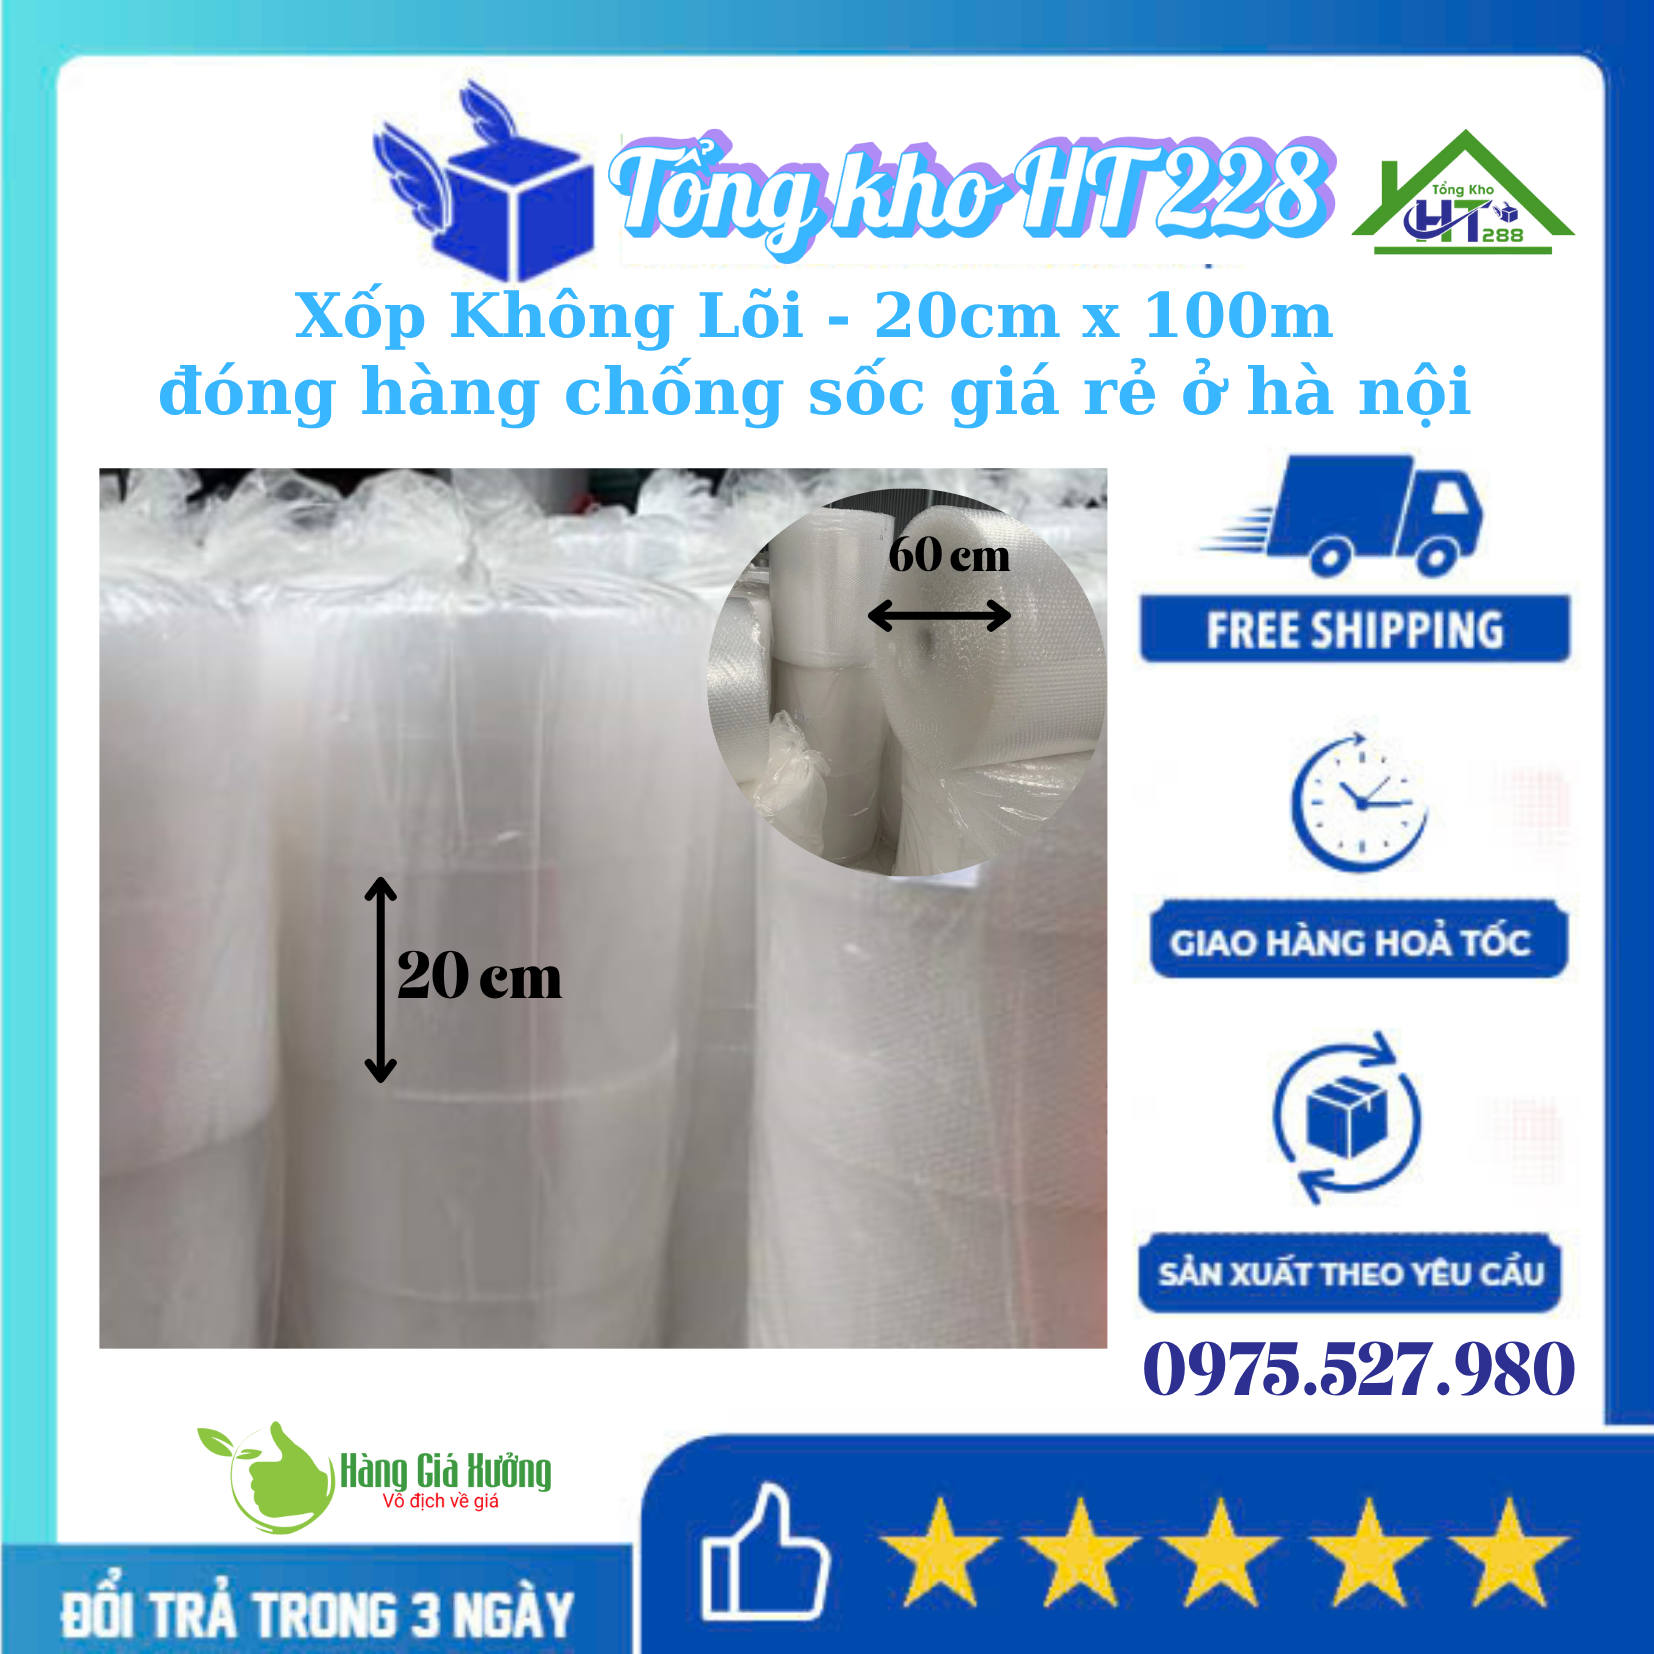 Tổng kho HT 228
Tổng Kho
HT 288
Xốp Không Lõi - 20cm x 100m
đóng hàng chống sốc giá rẻ ở hà nội
60 cm
20 cm
FREE SHIPPING
GIAO HÀNG HOẢ TỐC
SẢN XUẤT THEO YÊU CẦU
0975.527.980
Hàng Giá Xưởng
Vô địch về giá
ĐỔI TRẢ TRONG 3 NGÀY